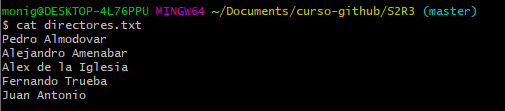 monig@DESKTOP-4L76PPU MINGW64 ~/Documents/curso-github/S2R3 (master)
$ cat directores.txt
Pedro Almodovar
Alejandro Amenabar
Alex de la Iglesia
Fernando Trueba
Juan Antonio